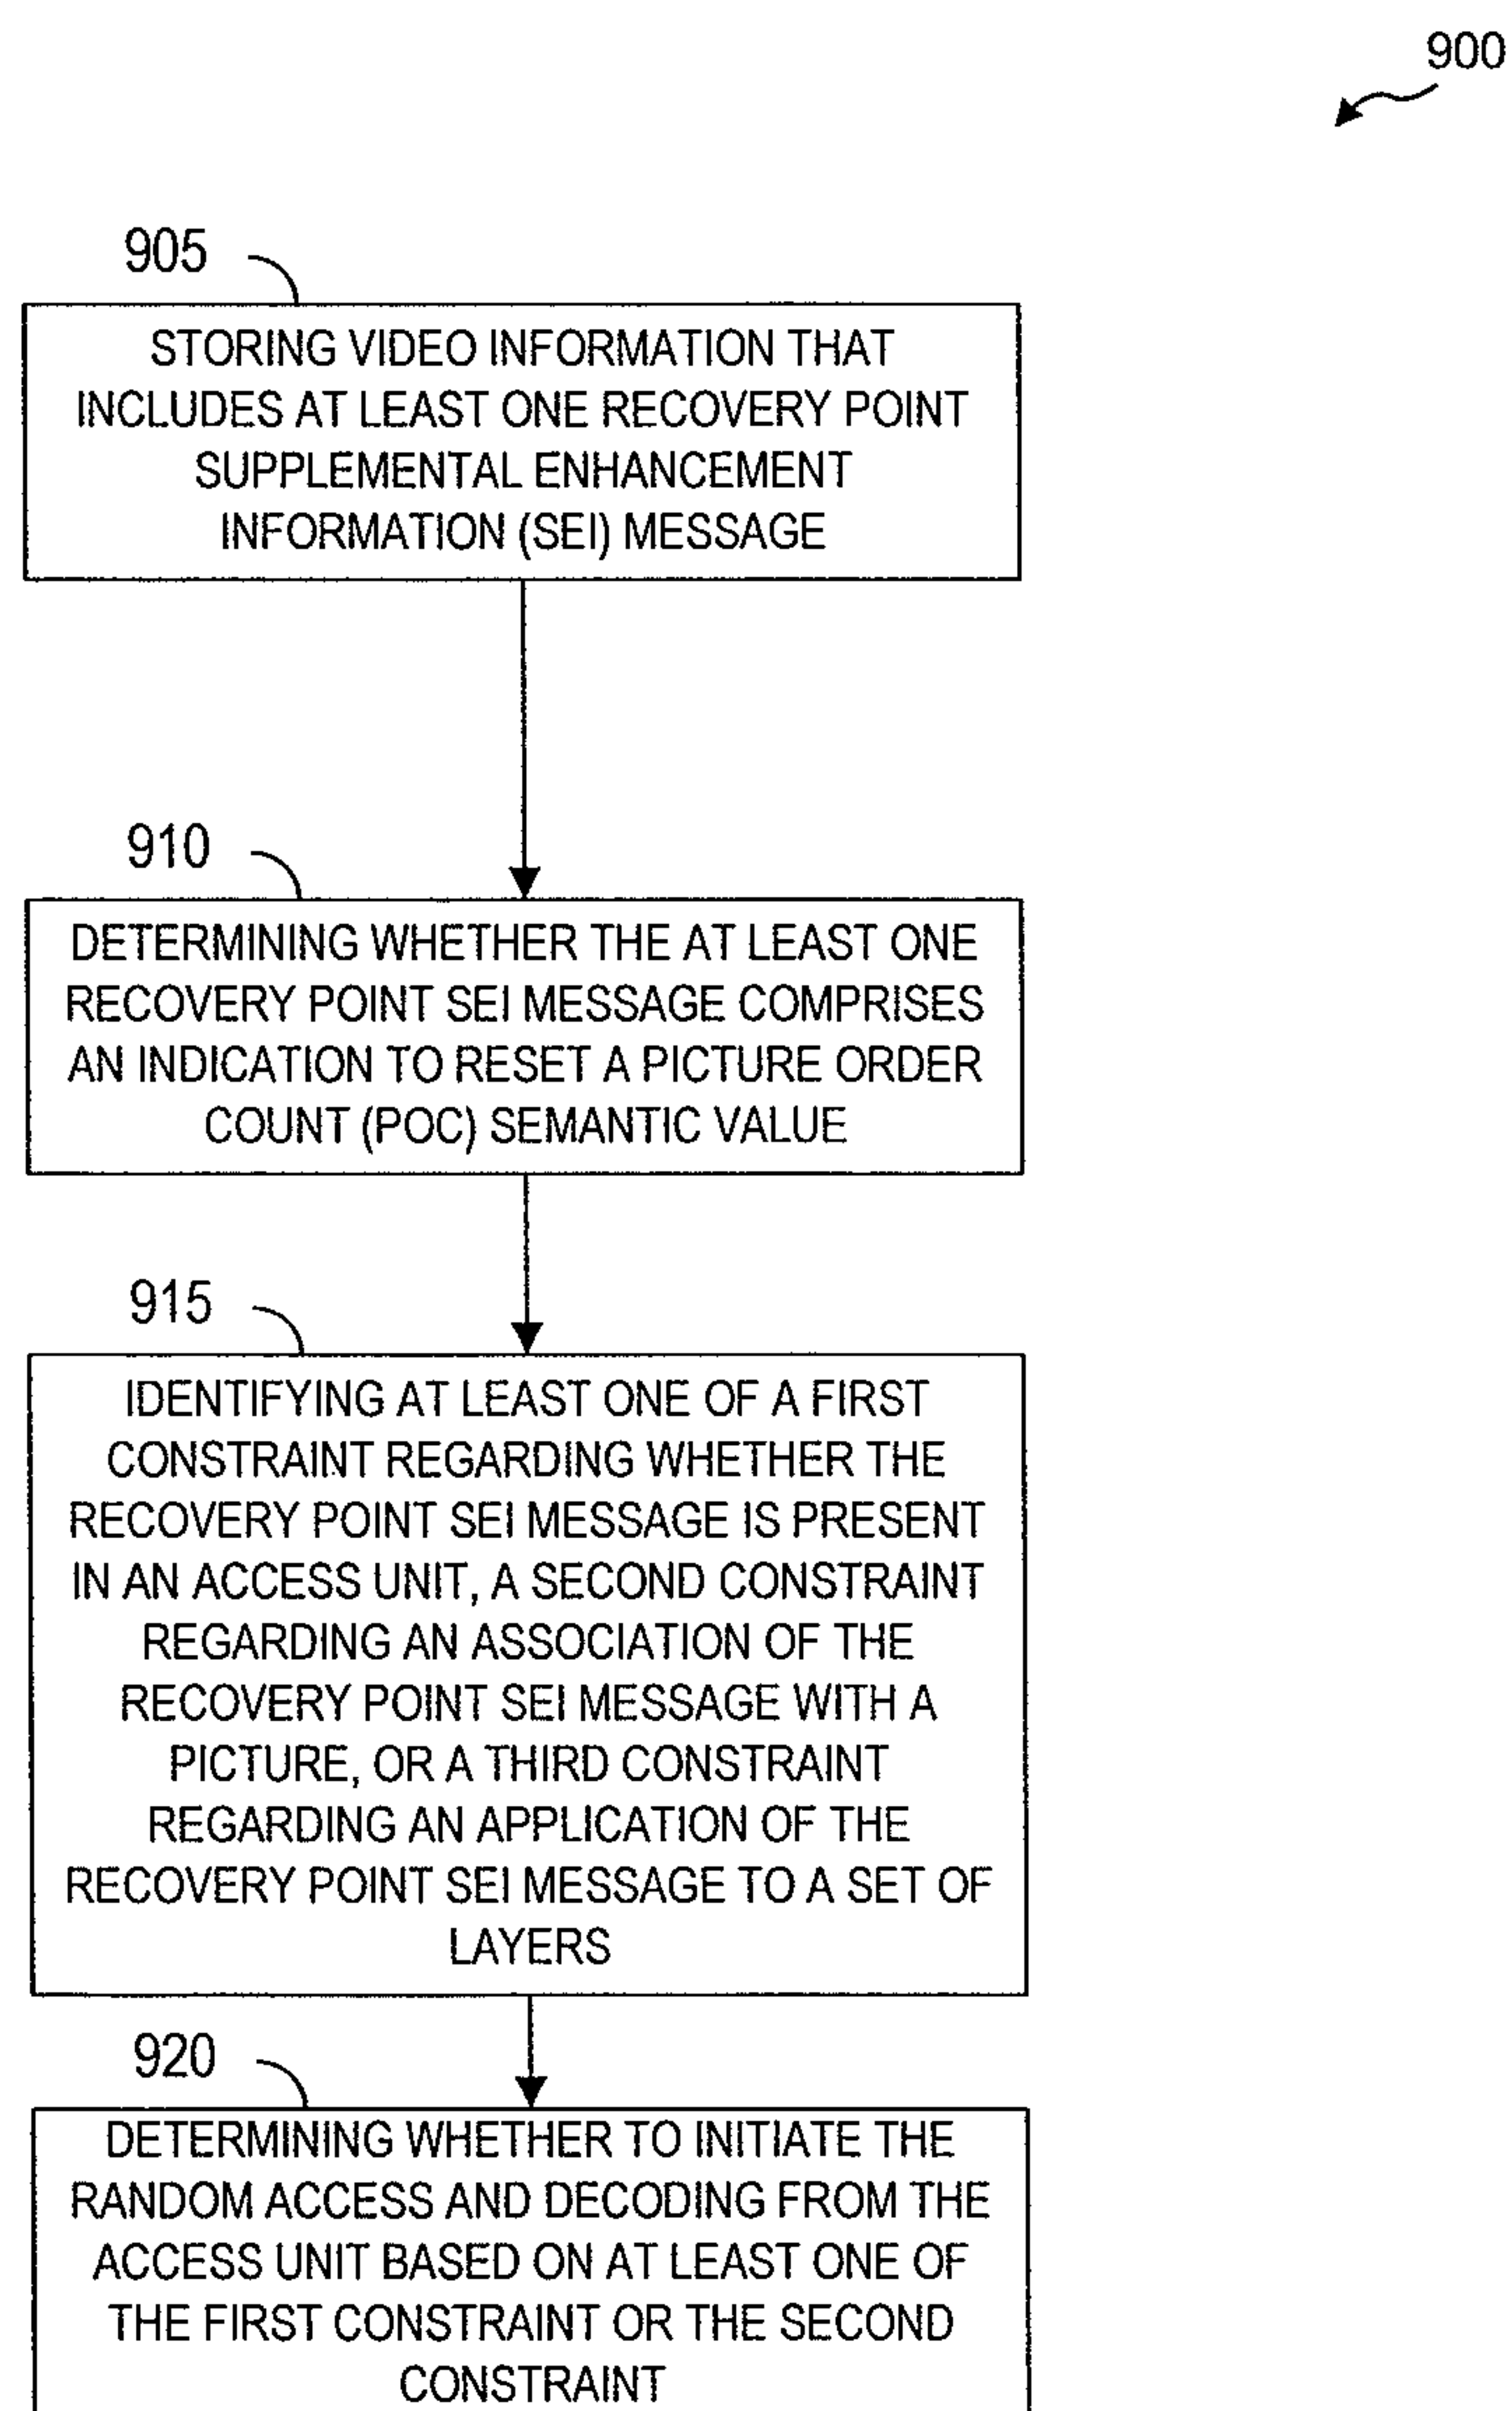 900
905
STORING VIDEO INFORMATION THAT
INCLUDES AT LEAST ONE RECOVERY POINT
SUPPLEMENTAL ENHANCEMENT
INFORMATION (SEI) MESSAGE
910
DETERMINING WHETHER THE AT LEAST ONE
RECOVERY POINT SEI MESSAGE COMPRISES
AN INDICATION TO RESET A PICTURE ORDER
COUNT (POC) SEMANTIC VALUE
915
IDENTIFYING AT LEAST ONE OF A FIRST
CONSTRAINT REGARDING WHETHER THE
RECOVERY POINT SEI MESSAGE IS PRESENT
IN AN ACCESS UNIT, A SECOND CONSTRAINT
REGARDING AN ASSOCIATION OF THE
RECOVERY POINT SEI MESSAGE WITH A
PICTURE, OR A THIRD CONSTRAINT
REGARDING AN APPLICATION OF THE
RECOVERY POINT SEI MESSAGE TO A SET OF
LAYERS
920
DETERMINING WHETHER TO INITIATE THE
RANDOM ACCESS AND DECODING FROM THE
ACCESS UNIT BASED ON AT LEAST ONE OF
THE FIRST CONSTRAINT OR THE SECOND
CONSTRAINT